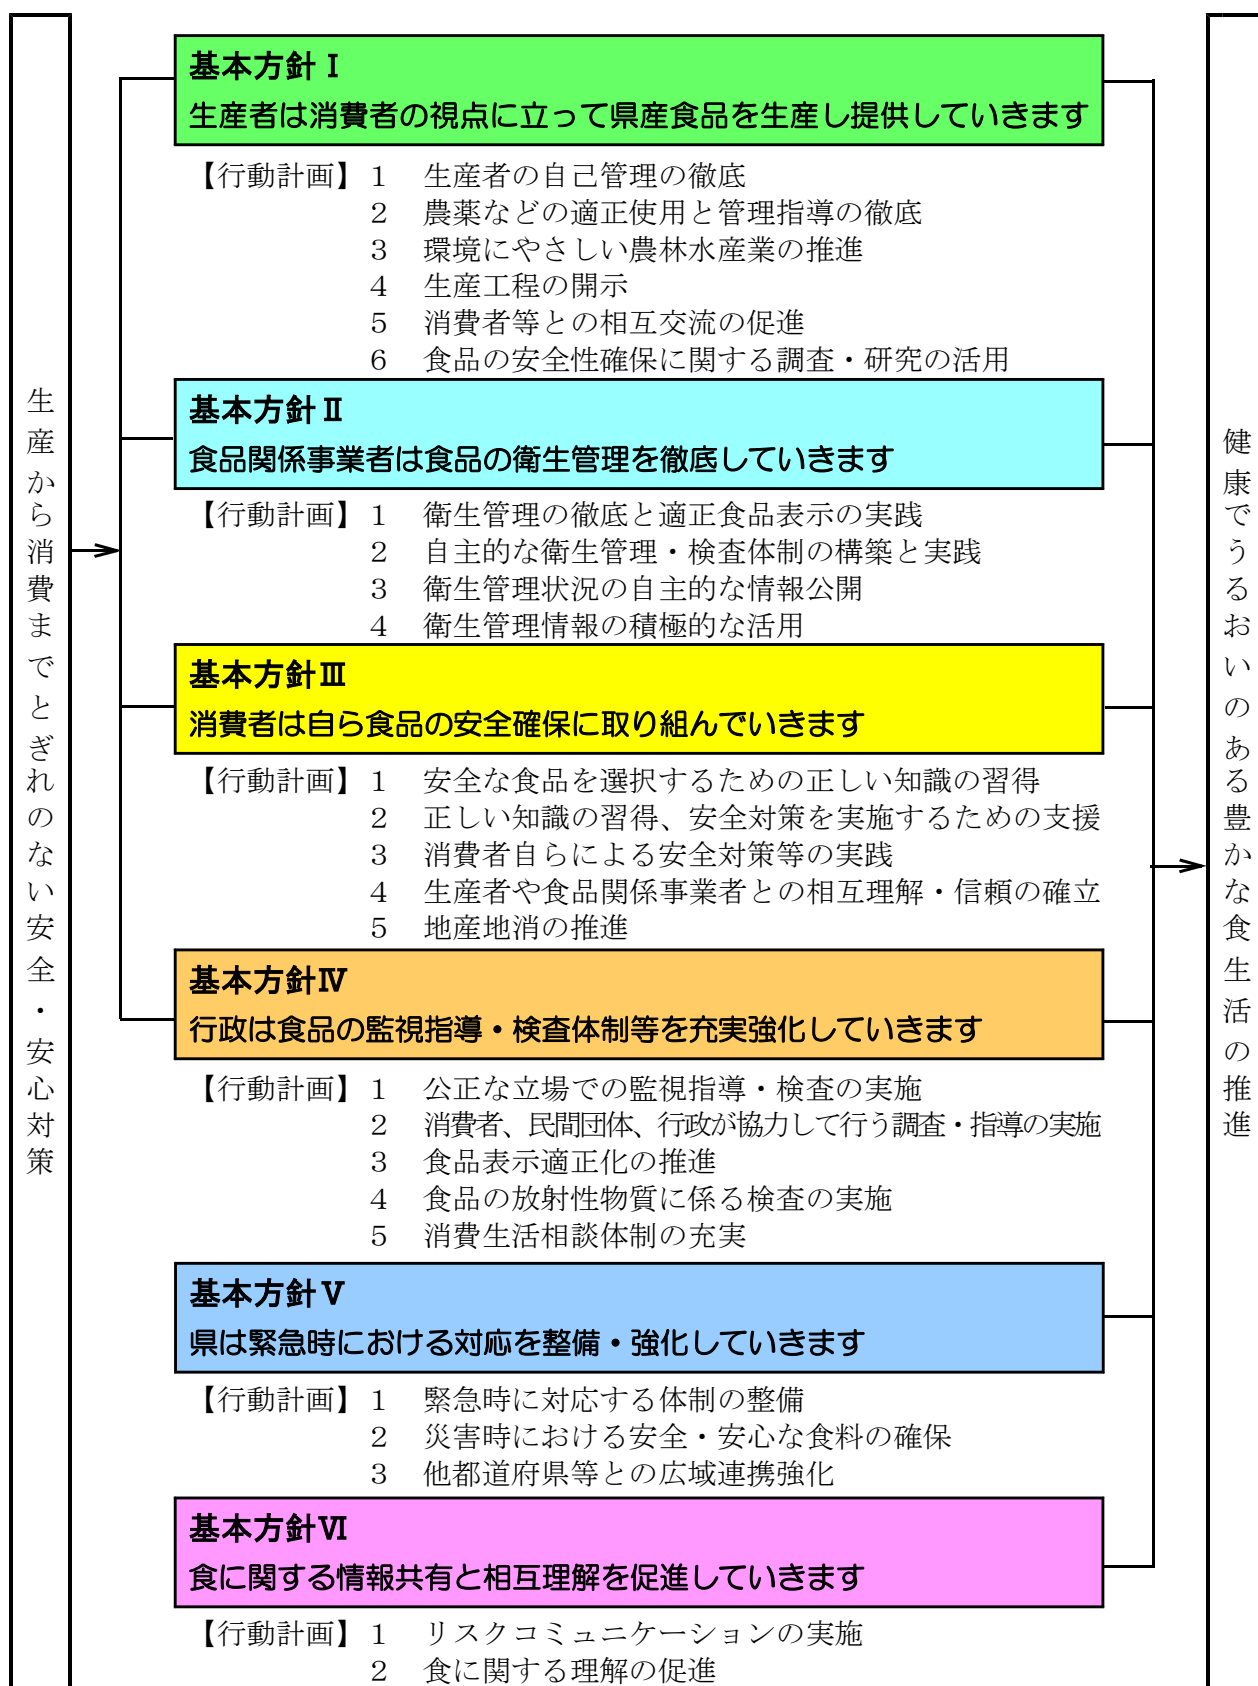 生産から消費までとぎれのない安全・安心対策
基本方針Ⅰ
生産者は消費者の視点に立って県産食品を生産し提供していきます
【行動計画】１　生産者の自己管理の徹底
２　農薬などの適正使用と管理指導の徹底
３　環境にやさしい農林水産業の推進
４　生産工程の開示
５　消費者等との相互交流の促進
６　食品の安全性確保に関する調査・研究の活用
基本方針Ⅱ
食品関係事業者は食品の衛生管理を徹底していきます
【行動計画】１　衛生管理の徹底と適正食品表示の実践
２　自主的な衛生管理・検査体制の構築と実践
３　衛生管理状況の自主的な情報公開
４　衛生管理情報の積極的な活用
基本方針Ⅲ
消費者は自ら食品の安全確保に取り組んでいきます
【行動計画】１　安全な食品を選択するための正しい知識の習得
２　正しい知識の習得、安全対策を実施するための支援
３　消費者自らによる安全対策等の実践
４　生産者や食品関係事業者との相互理解・信頼の確立
５　地産地消の推進
基本方針Ⅳ
行政は食品の監視指導・検査体制等を充実強化していきます
【行動計画】１　公正な立場での監視指導・検査の実施
２　消費者、民間団体、行政が協力して行う調査・指導の実施
３　食品表示適正化の推進
４　食品の放射性物質に係る検査の実施
５　消費生活相談体制の充実
基本方針Ⅴ
県は緊急時における対応を整備・強化していきます
【行動計画】１　緊急時に対応する体制の整備
２　災害時における安全・安心な食料の確保
３　他都道府県等との広域連携強化
基本方針Ⅵ
食に関する情報共有と相互理解を促進していきます
【行動計画】１　リスクコミュニケーションの実施
２　食に関する理解の促進
健康でうるおいのある豊かな食生活の推進